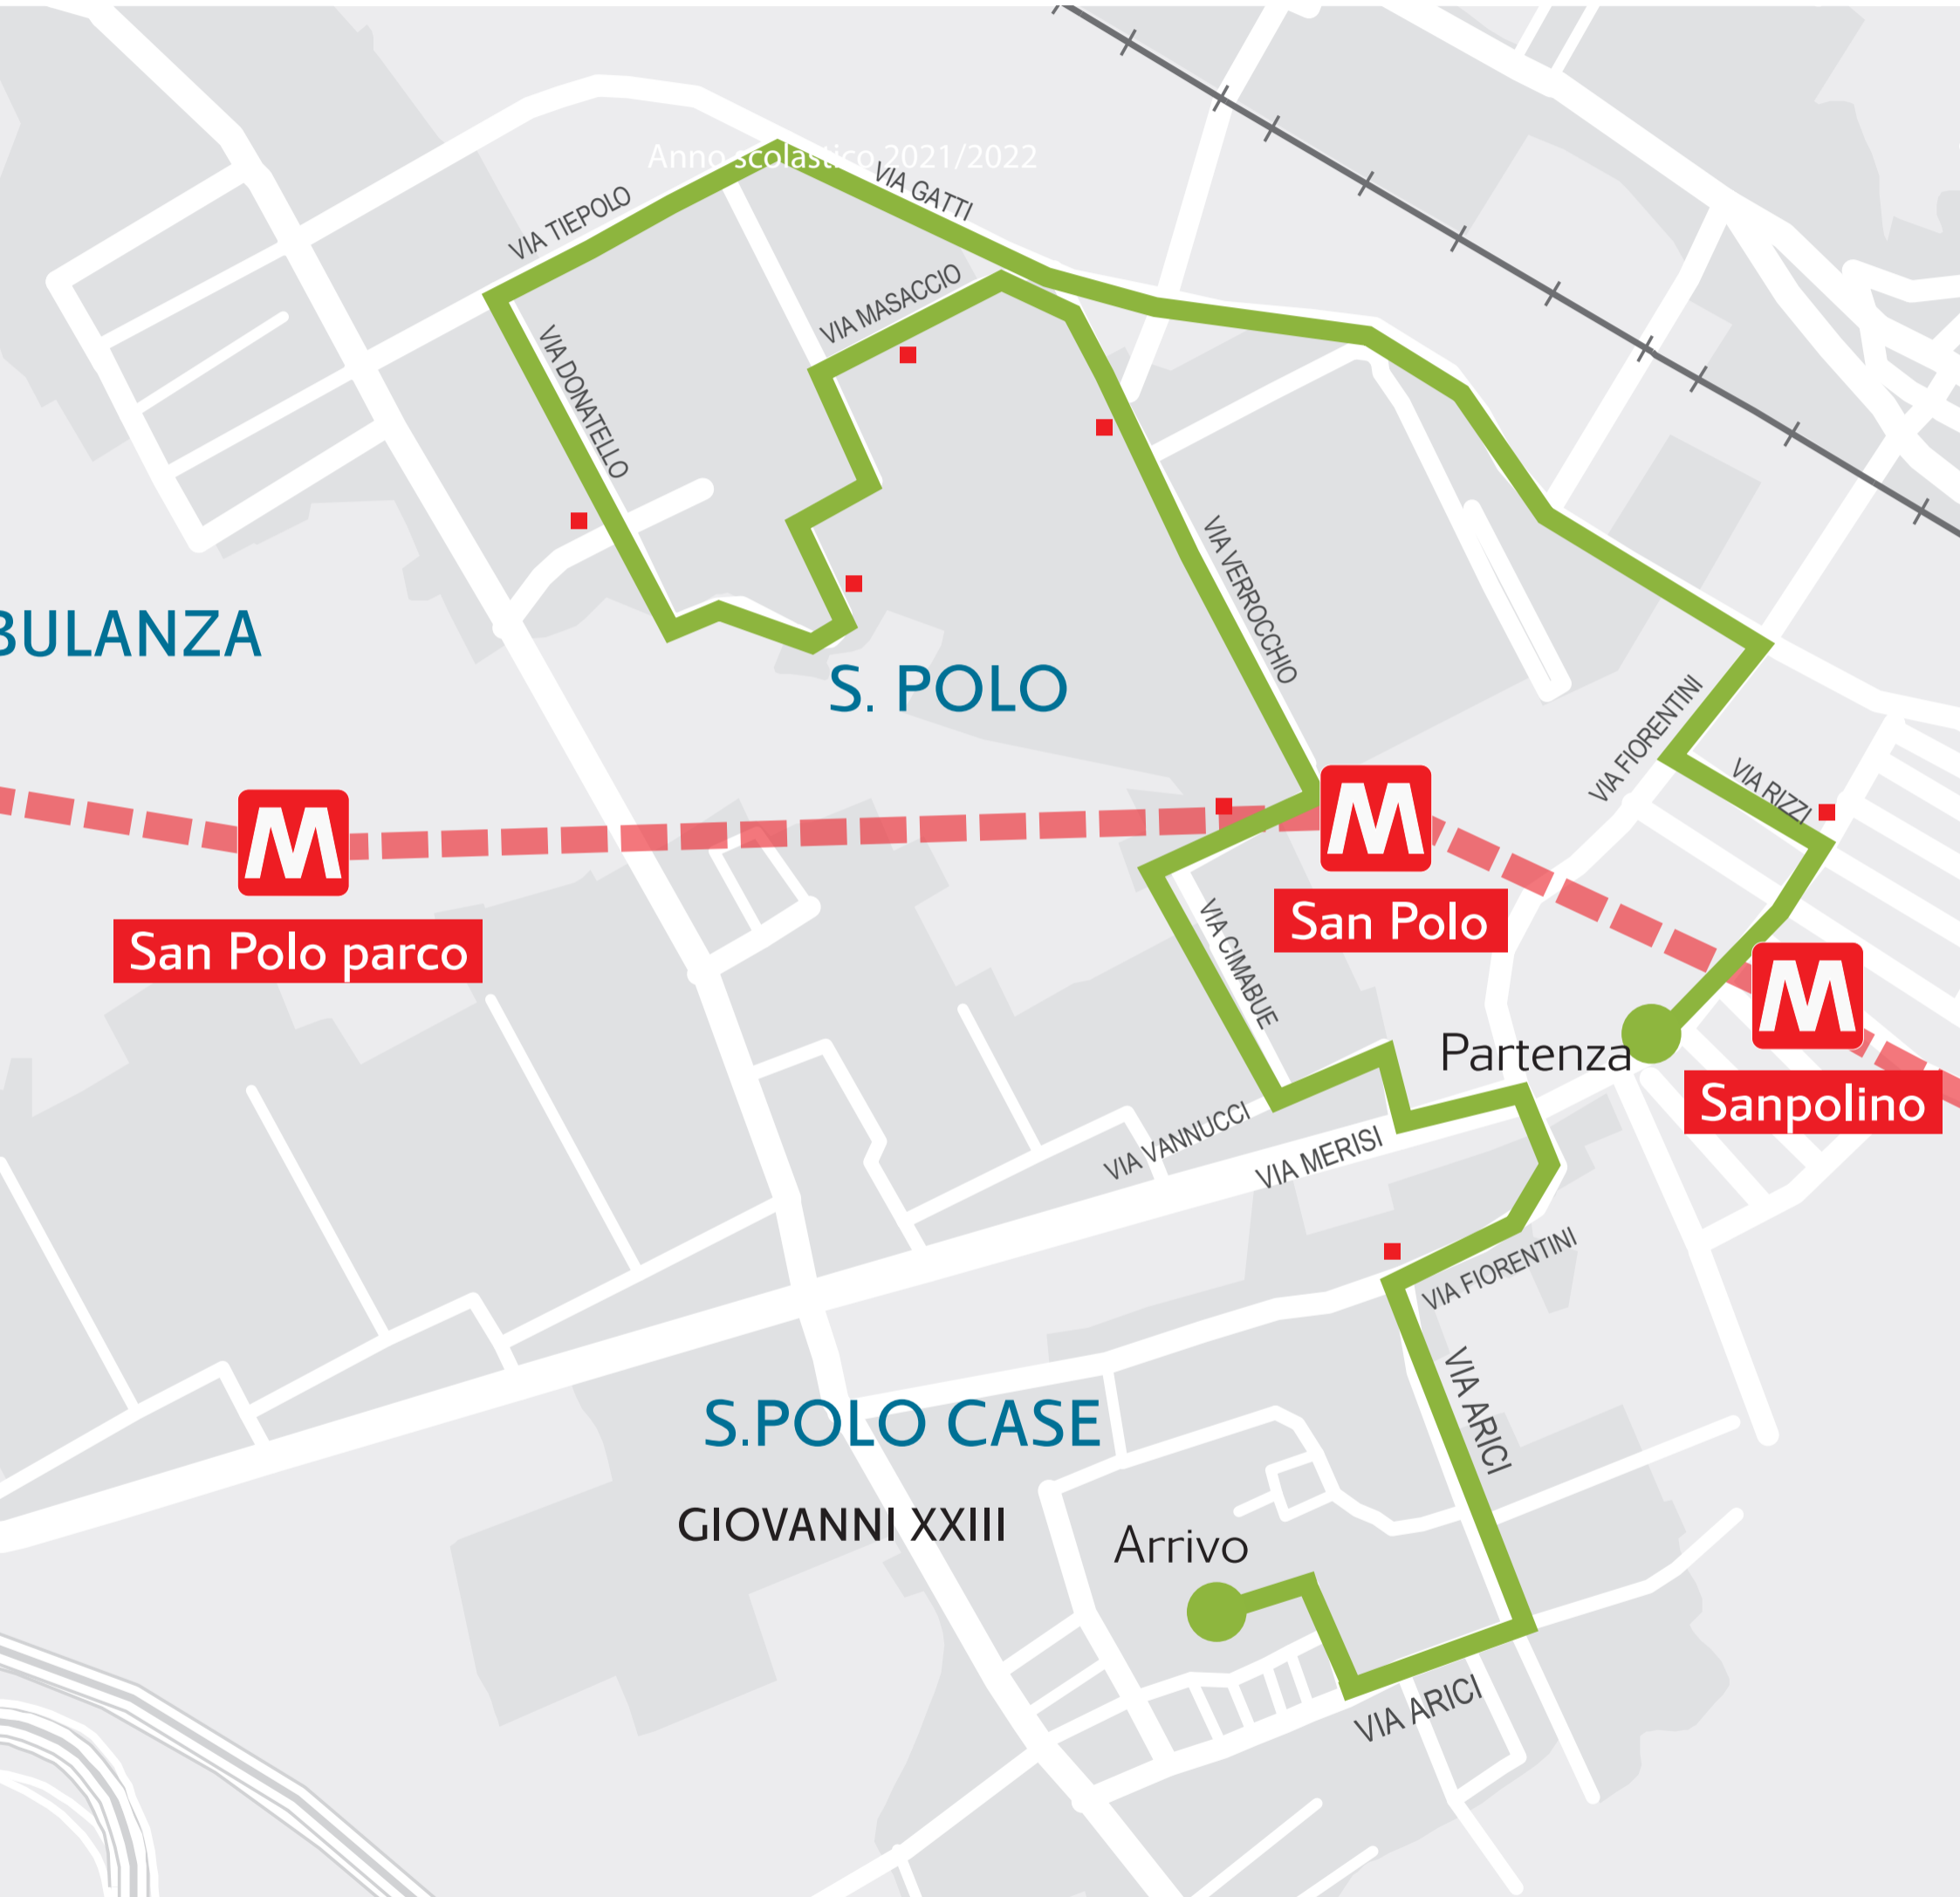 Anno scolastico 2021/2022
VIA GATTI
VIA TIEPOLO
VIA MASACCIO
VIA DONATELLO
VIA VERROCCHIO
BULANZA
S. POLO
VIA FIORENTINI
VIA RIZZI
M
M
San Polo parco
San Polo
VIA CIMABUE
M
Partenza
Sanpolino
VIA VANNUCCI
VIA MERISI
VIA FIORENTINI
VIA ARICI
S.POLO CASE
GIOVANNI XXIII
Arrivo
VIA ARICI